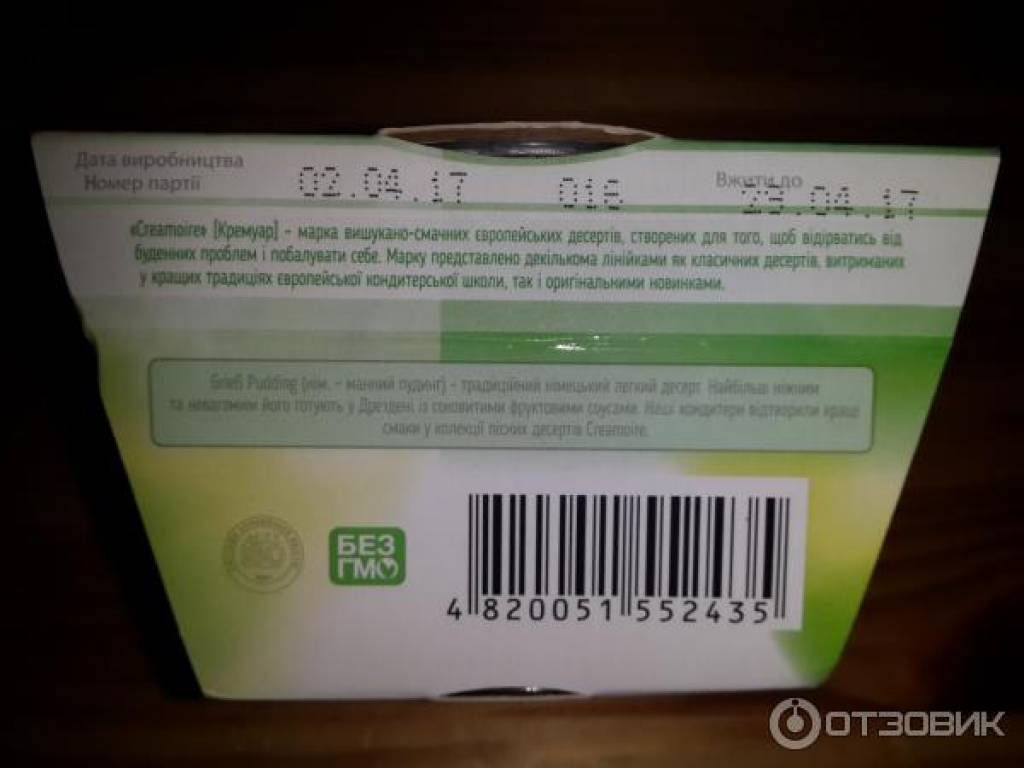 Дата виробництва
Номер партії
02.04.17 016 Вжити до 23.04.17
«Creamoire» [Кремуар] – марка вишукано-смачних європейських десертів, створених для того, щоб відірватись від
буденних проблем і побалувати себе. Марку представлено декількома лінійками як класичних десертів, витриманих
у кращих традиціях європейської кондитерської школи, так і оригінальними новинками.
Grieß Pudding (нім. – манний пудинг) – традиційний німецький легкий десерт. Найбільш ніжним
та невагомим його готують у Дрездені із соковитими фруктовими соусами. Наші кондитери відтворили кращі
смаки у колекції пісних десертів Creamoire.
БЕЗ
ГМО
4 820051 552435
ОТЗОВИК